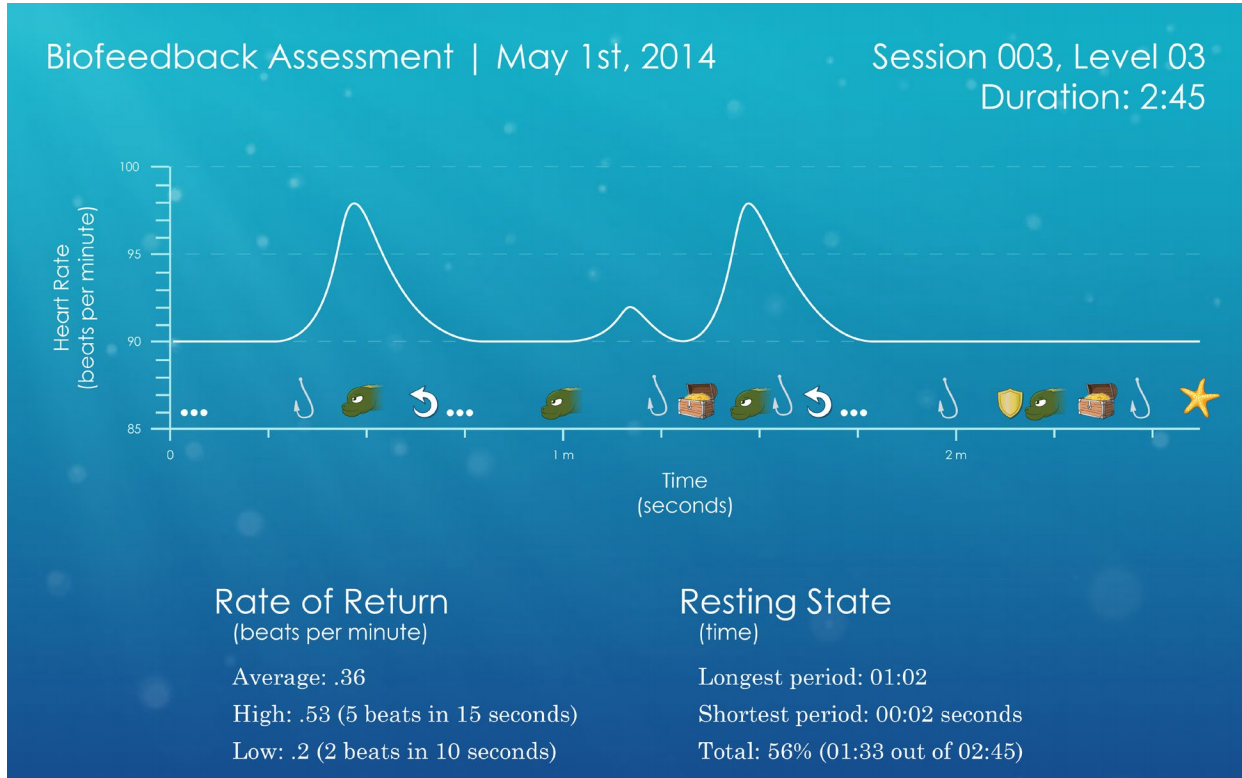 Biofeedback Assessment | May 1st, 2014
Session 003, Level 03
Duration: 2:45
Heart Rate
(beats per minute)
100
95
90
85
0
1 m
2 m
Time
(seconds)
Rate of Return
(beats per minute)
Average: .36
High: .53 (5 beats in 15 seconds)
Low: .2 (2 beats in 10 seconds)
Resting State
(time)
Longest period: 01:02
Shortest period: 00:02 seconds
Total: 56% (01:33 out of 02:45)